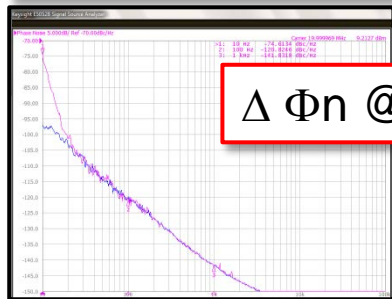 Keysight E5052B Signal Source Analyzer
Phase Noise 5.000dB/ Ref -70.00dBc/Hz
Carrier 19.999969 MHz 9.2127 dBm
-70.00
>1: 10 Hz -74.6134 dBc/Hz
2: 100 Hz -120.8246 dBc/Hz
3: 1 kHz -141.8318 dBc/Hz
-75.00
-80.00
-85.00
-90.00
-95.00
-100.0
-105.0
-110.0
-115.0
-120.0
-125.0
-130.0
-135.0
-140.0
-145.0
-150.0
Δ Φn @